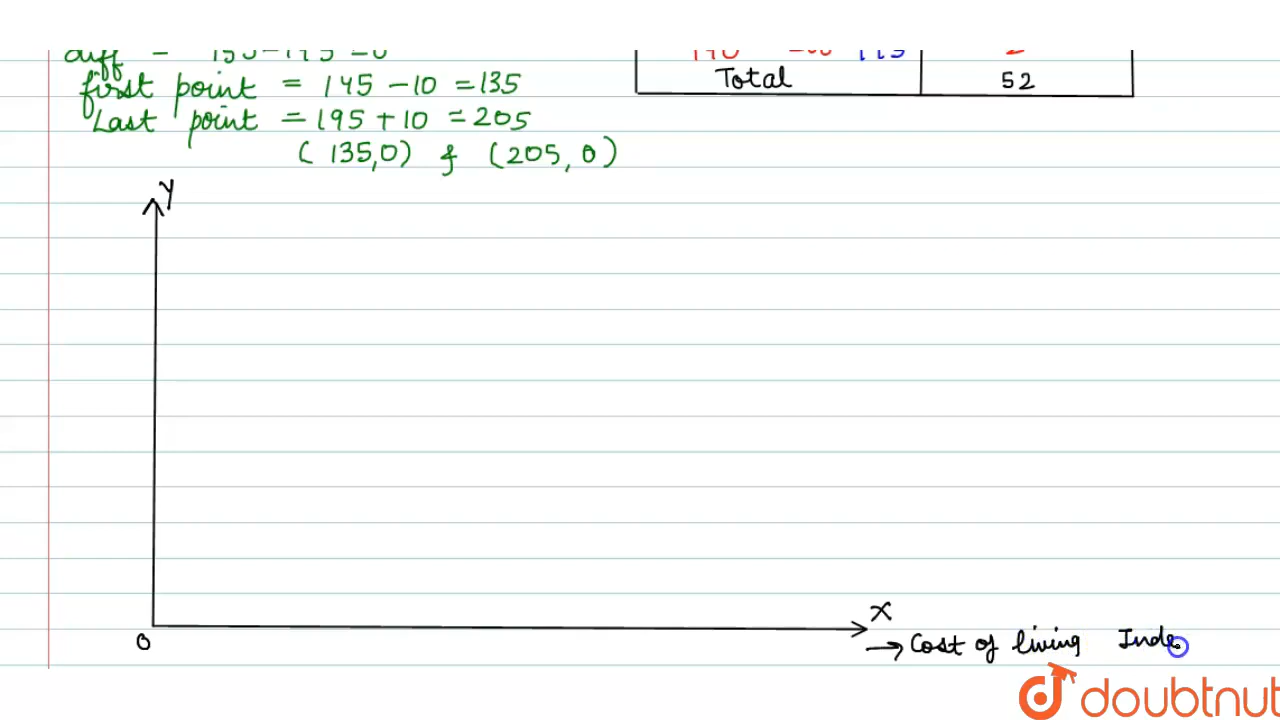 first point = 145 - 10 = 135
Last point = 195 + 10 = 205
(135,0) & (205, 0)
Total 52
Y
X
0
→ Cost of living Inde
doubtnut